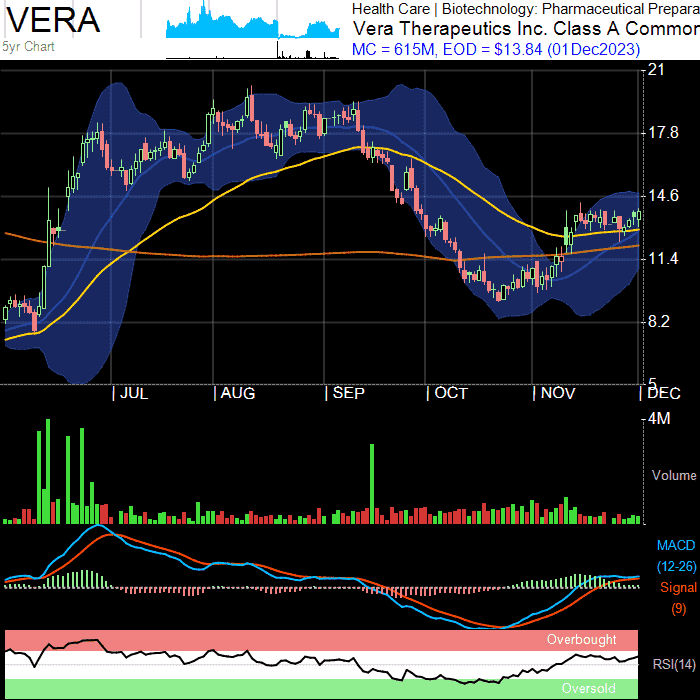 VERA
5yr Chart
Health Care | Biotechnology: Pharmaceutical Prepara
Vera Therapeutics Inc. Class A Common
MC = 615M, EOD = $13.84 (01Dec2023)
21
17.8
14.6
11.4
8.2
5
| JUL | AUG | SEP | OCT | NOV | DEC
4M
Volume
MACD
(12-26)
Signal
(9)
Overbought
RSI(14)
Oversold